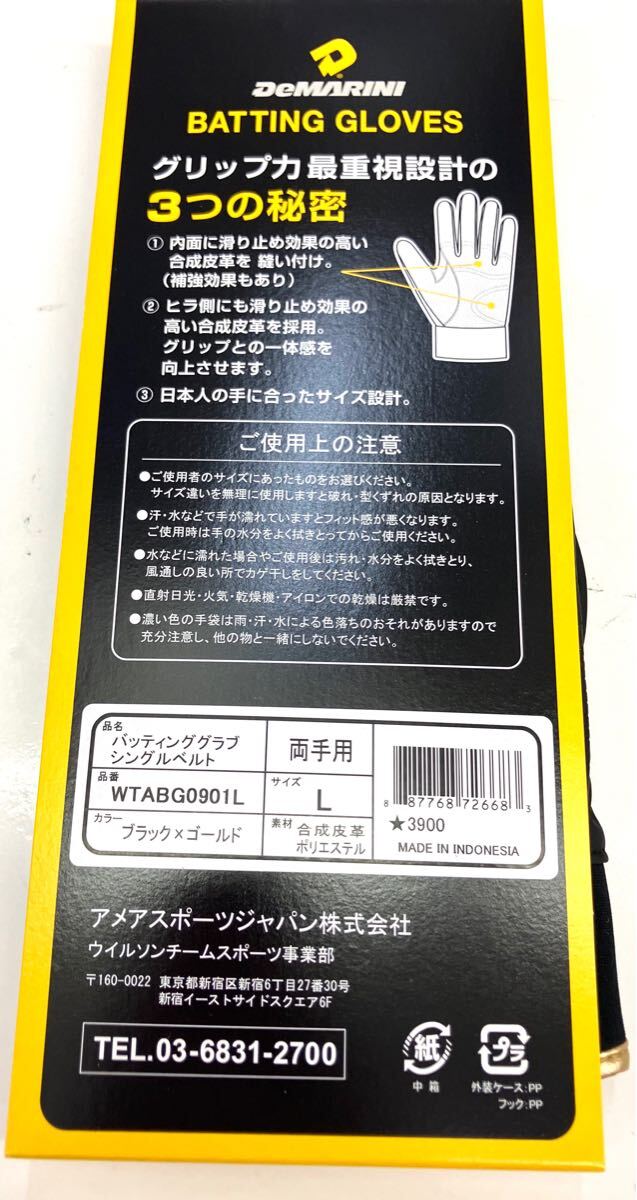 DeMARINI
BATTING GLOVES
グリップ力 最重視設計の
3つの秘密
① 内面に滑り止め効果の高い
合成皮革を 縫い付け。
(補強効果もあり)
② ヒラ側にも滑り止め効果の
高い合成皮革を採用。
グリップとの一体感を
向上させます。
③ 日本人の手に合ったサイズ設計。
ご使用上の注意
●ご使用者のサイズにあったものをお選びください。
サイズ違いを無理に使用しますと破れ・型くずれの原因となります。
●汗・水などで手が濡れていますとフィット感が悪くなります。
ご使用時は手の水分をよく拭きとってからご使用ください。
●水などに濡れた場合やご使用後は汚れ・水分をよく拭きとり、
風通しの良い所でカゲ干しをしてください。
●直射日光・火気・乾燥機・アイロンでの乾燥は厳禁です。
●濃い色の手袋は雨・汗・水による色落ちのおそれがありますので
充分注意し、他の物と一緒にしないでください。
品名
バッティンググラブ
シングルベルト
両手用
品番
WTABG0901L
サイズ
L
カラー
ブラック×ゴールド
素材
合成皮革
ポリエステル
8 87768 72668 3
★3900
MADE IN INDONESIA
アメアスポーツジャパン株式会社
ウイルソンチームスポーツ事業部
〒160-0022 東京都新宿区新宿6丁目27番30号
新宿イーストサイドスクエア6F
TEL.03-6831-2700
紙
中箱
プラ
外装ケース:PP
フック:PP